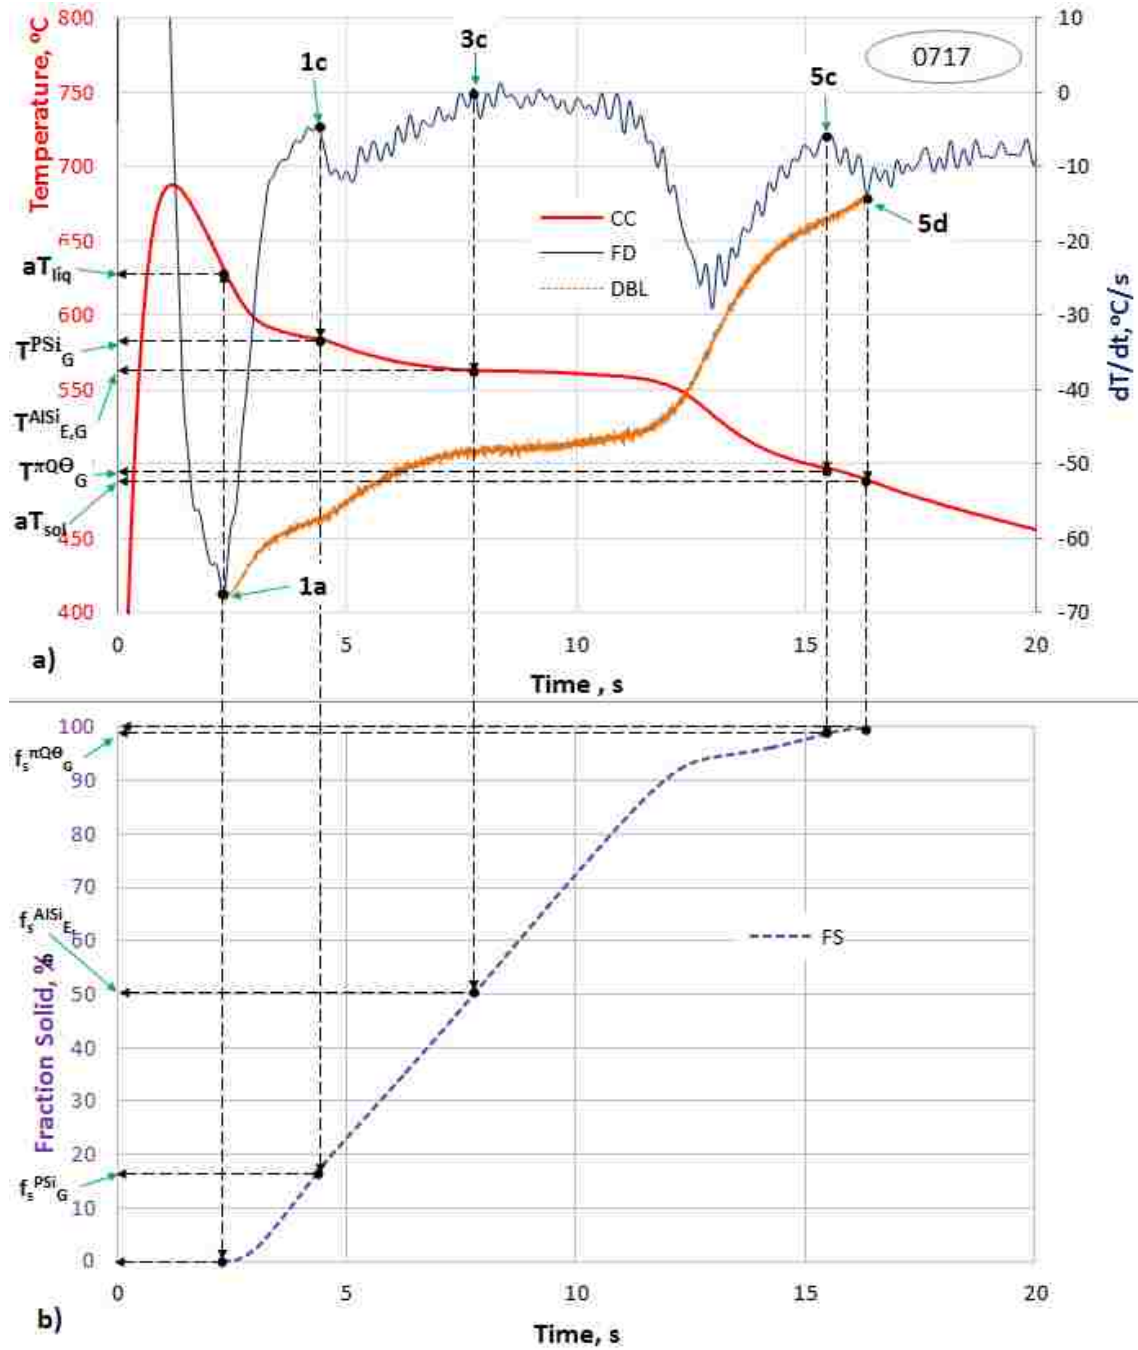 800
10
3c
0717
1c
5c
750
0
700
-10
Temperature, ºC
CC
FD
DBL
5d
650
-20
aT_liq
600
-30
T^PSi_G
550
-40
T^AlSi_E,G
dT/dt,ºC/s
500
-50
T^πQΘ_G
aT_sol
450
-60
1a
400
-70
0
5
10
15
20
a)
Time , s
100
f_s^πQΘ_G
90
80
70
f_s^AlSi_E,
60
FS
50
Fraction Solid, %
40
30
20
f_s^PSi_G
10
0
0
5
10
15
20
b)
Time, s